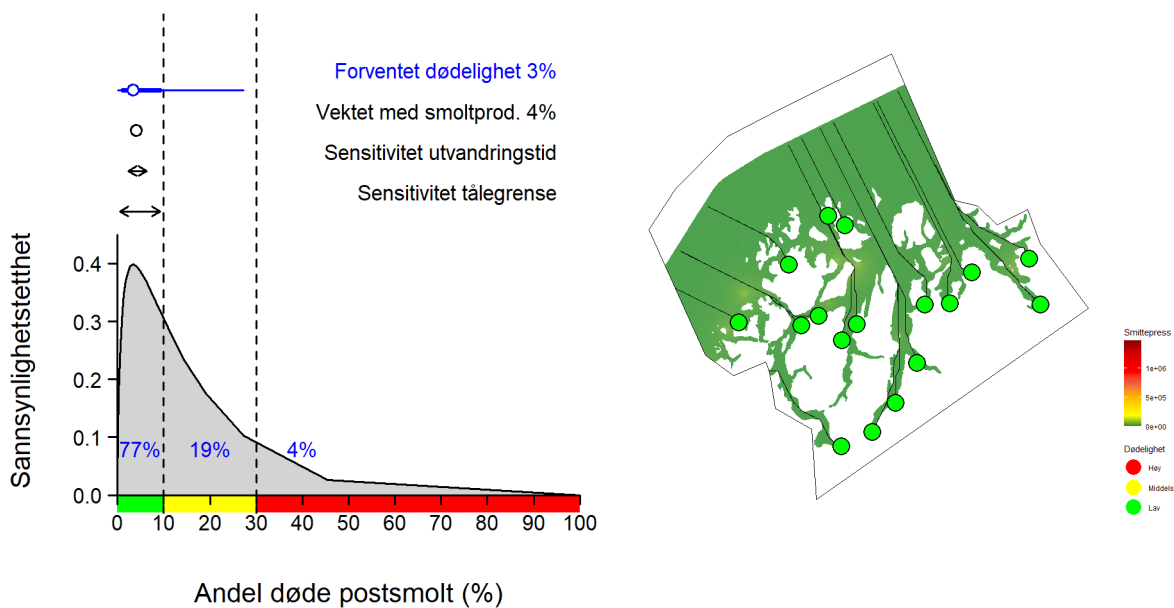 Forventet dødelighet 3%
Vektet med smoltprod. 4%
Sensitivitet utvandringstid
Sensitivitet tålegrense
Sannsynlighetstetthet
0.4
0.3
0.2
0.1
0.0
77%
19%
4%
0
10
20
30
40
50
60
70
80
90
100
Andel døde postsmolt (%)
Smittepress
1e+06
5e+05
0e+00
Dødelighet
Høy
Middels
Lav